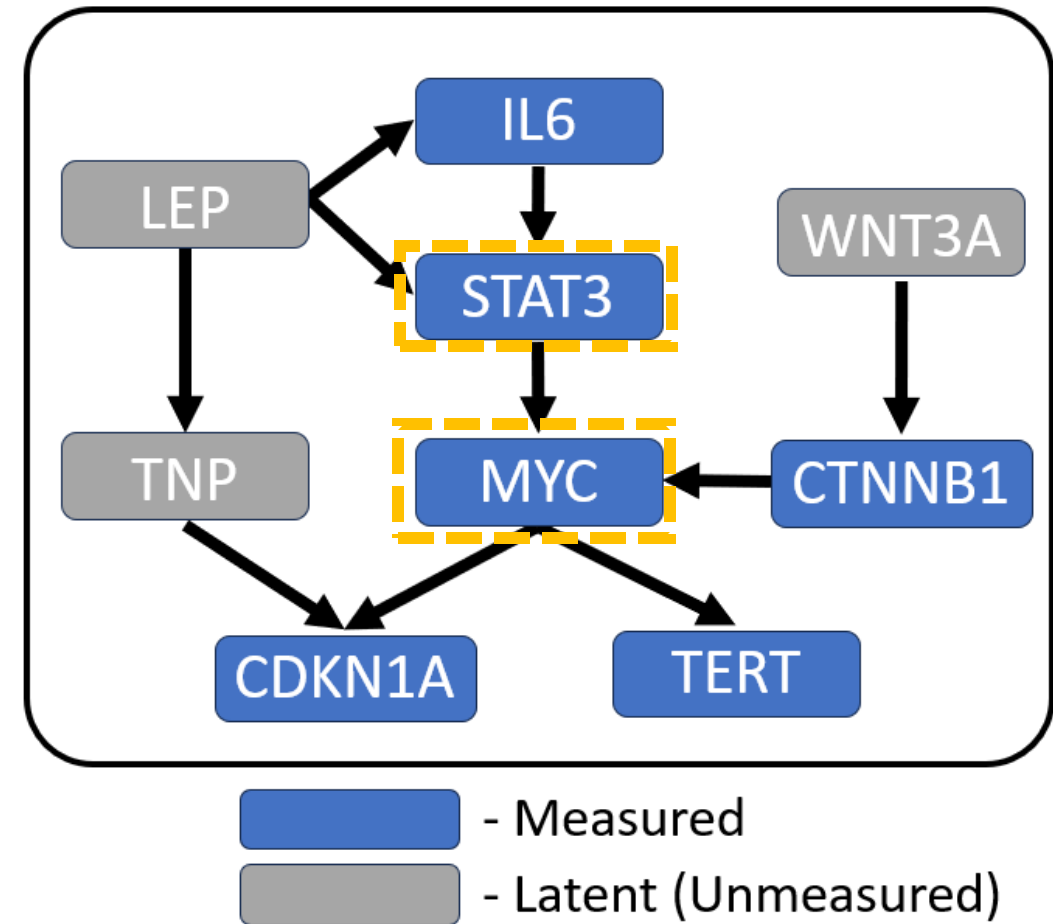 IL6
LEP
WNT3A
STAT3
TNP
MYC
CTNNB1
CDKN1A
TERT
- Measured
- Latent (Unmeasured)